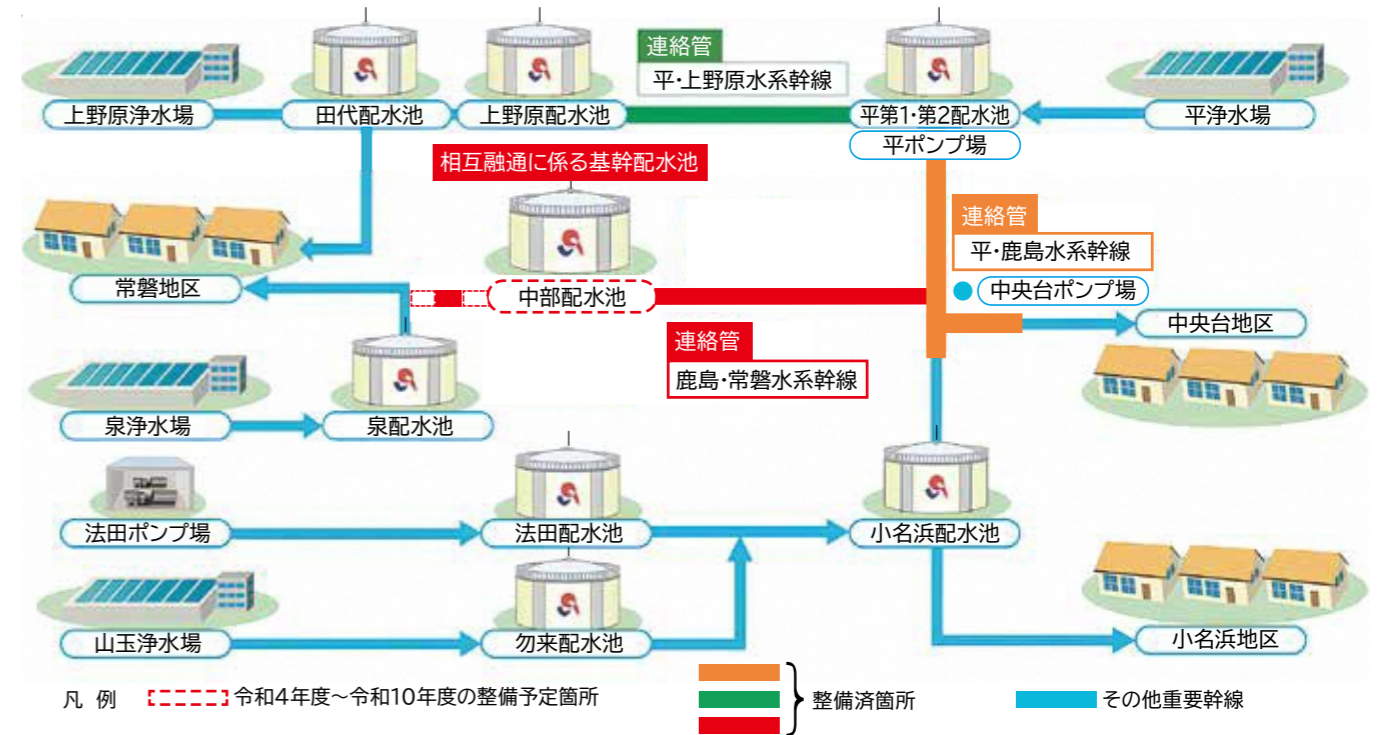 連絡管
平・上野原水系幹線
上野原浄水場
田代配水池
上野原配水池
平第1・第2配水池
平浄水場
平ポンプ場
相互融通に係る基幹配水池
連絡管
平・鹿島水系幹線
常磐地区
中部配水池
中央台ポンプ場
中央台地区
連絡管
鹿島・常磐水系幹線
泉浄水場
泉配水池
法田ポンプ場
法田配水池
小名浜配水池
山玉浄水場
勿来配水池
小名浜地区
凡 例
令和4年度～令和10年度の整備予定箇所
整備済箇所
その他重要幹線